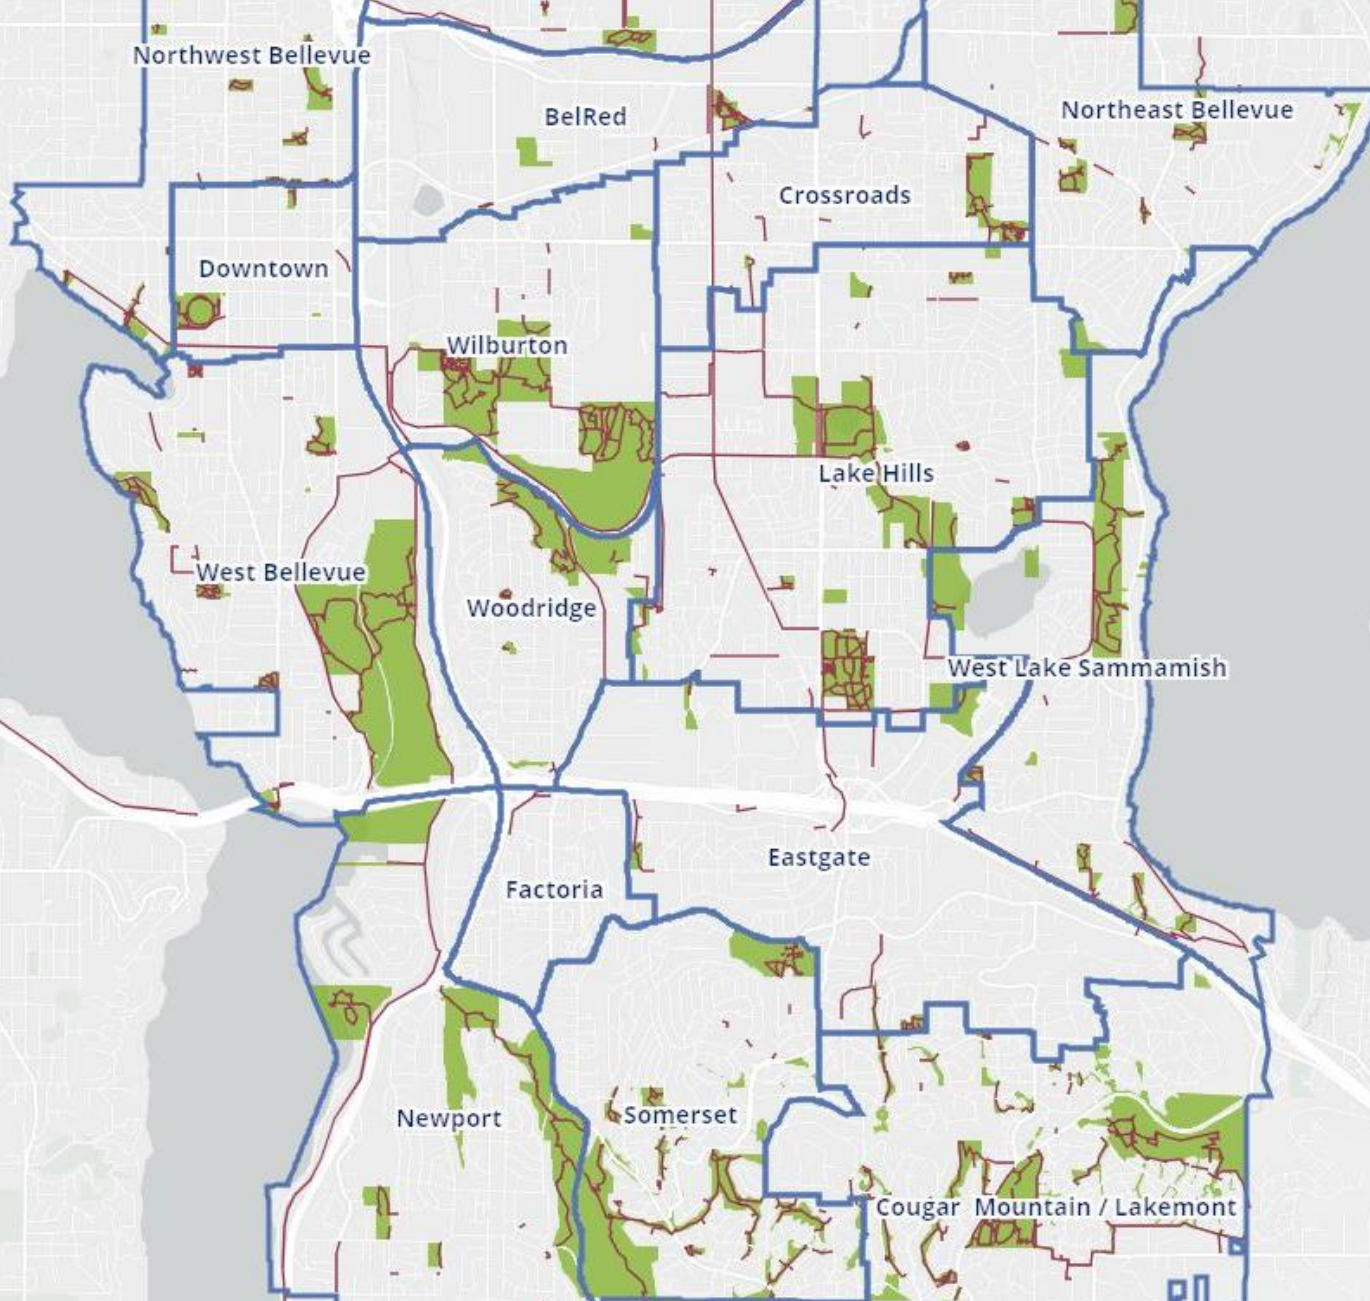 Northwest Bellevue
BelRed
Northeast Bellevue
Crossroads
Downtown
Wilburton
Lake Hills
West Bellevue
Woodridge
West Lake Sammamish
Eastgate
Factoria
Newport
Somerset
Cougar Mountain / Lakemont